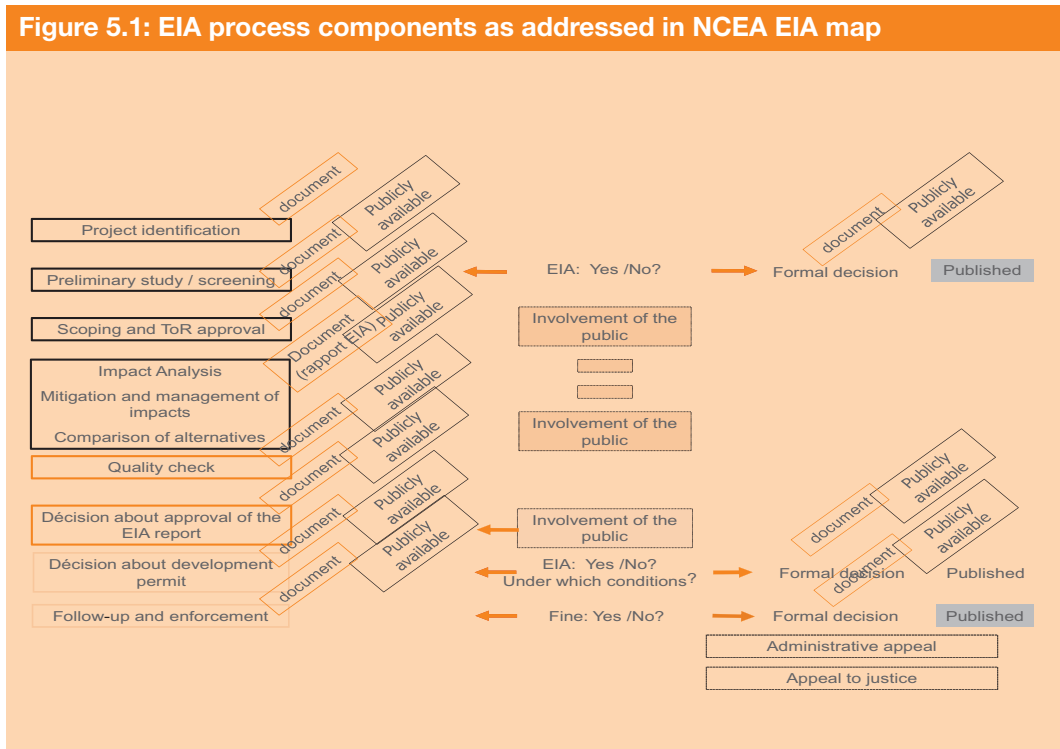 Figure 5.1: EIA process components as addressed in NCEA EIA map
document
Publicly
available
document
Publicly
available
Project identification
document
Publicly
available
document
Publicly
available
Preliminary study / screening
EIA: Yes /No?
Formal decision
Published
document
Publicly
available
Scoping and ToR approval
Involvement of the
public
Document
(rapport EIA)
Impact Analysis
Mitigation and management of
impacts
Comparison of alternatives
Involvement of the
public
document
Publicly
available
Quality check
document
Publicly
available
document
Publicly
available
Décision about approval of the
EIA report
Involvement of the
public
document
Publicly
available
document
Publicly
available
Décision about development
permit
EIA: Yes /No?
Under which conditions?
Formal decision
Published
document
Follow-up and enforcement
Fine: Yes /No?
Formal decision
Published
Administrative appeal
Appeal to justice